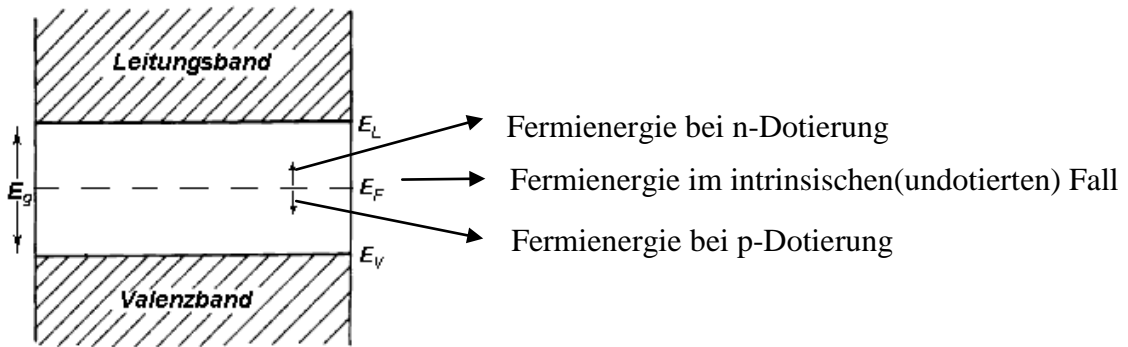 Leitungsband
E_L
Fermienergie bei n-Dotierung
E_g
E_F
Fermienergie im intrinsischen(undotierten) Fall
Fermienergie bei p-Dotierung
E_V
Valenzband